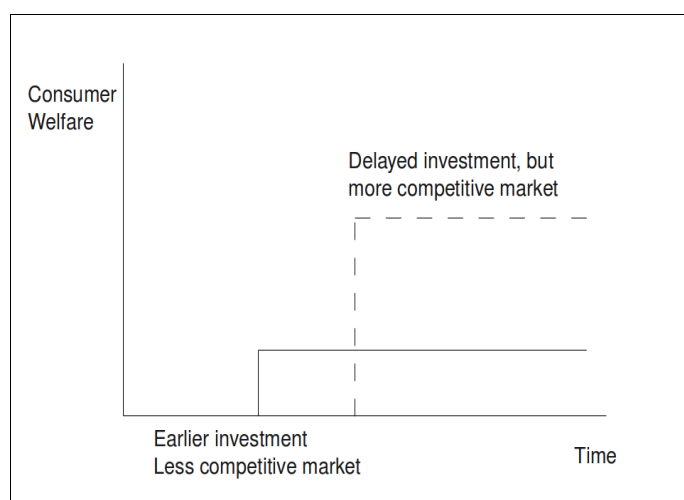 Consumer
Welfare
Delayed investment, but
more competitive market
Earlier investment
Less competitive market
Time